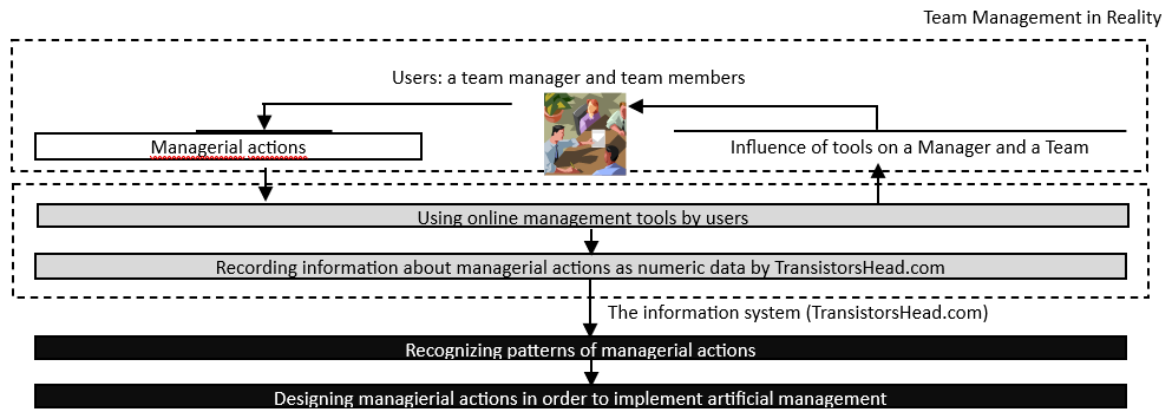 Team Management in Reality
Users: a team manager and team members
Managerial actions
Influence of tools on a Manager and a Team
Using online management tools by users
Recording information about managerial actions as numeric data by TransistorsHead.com
The information system (TransistorsHead.com)
Recognizing patterns of managerial actions
Designing managierial actions in order to implement artificial management